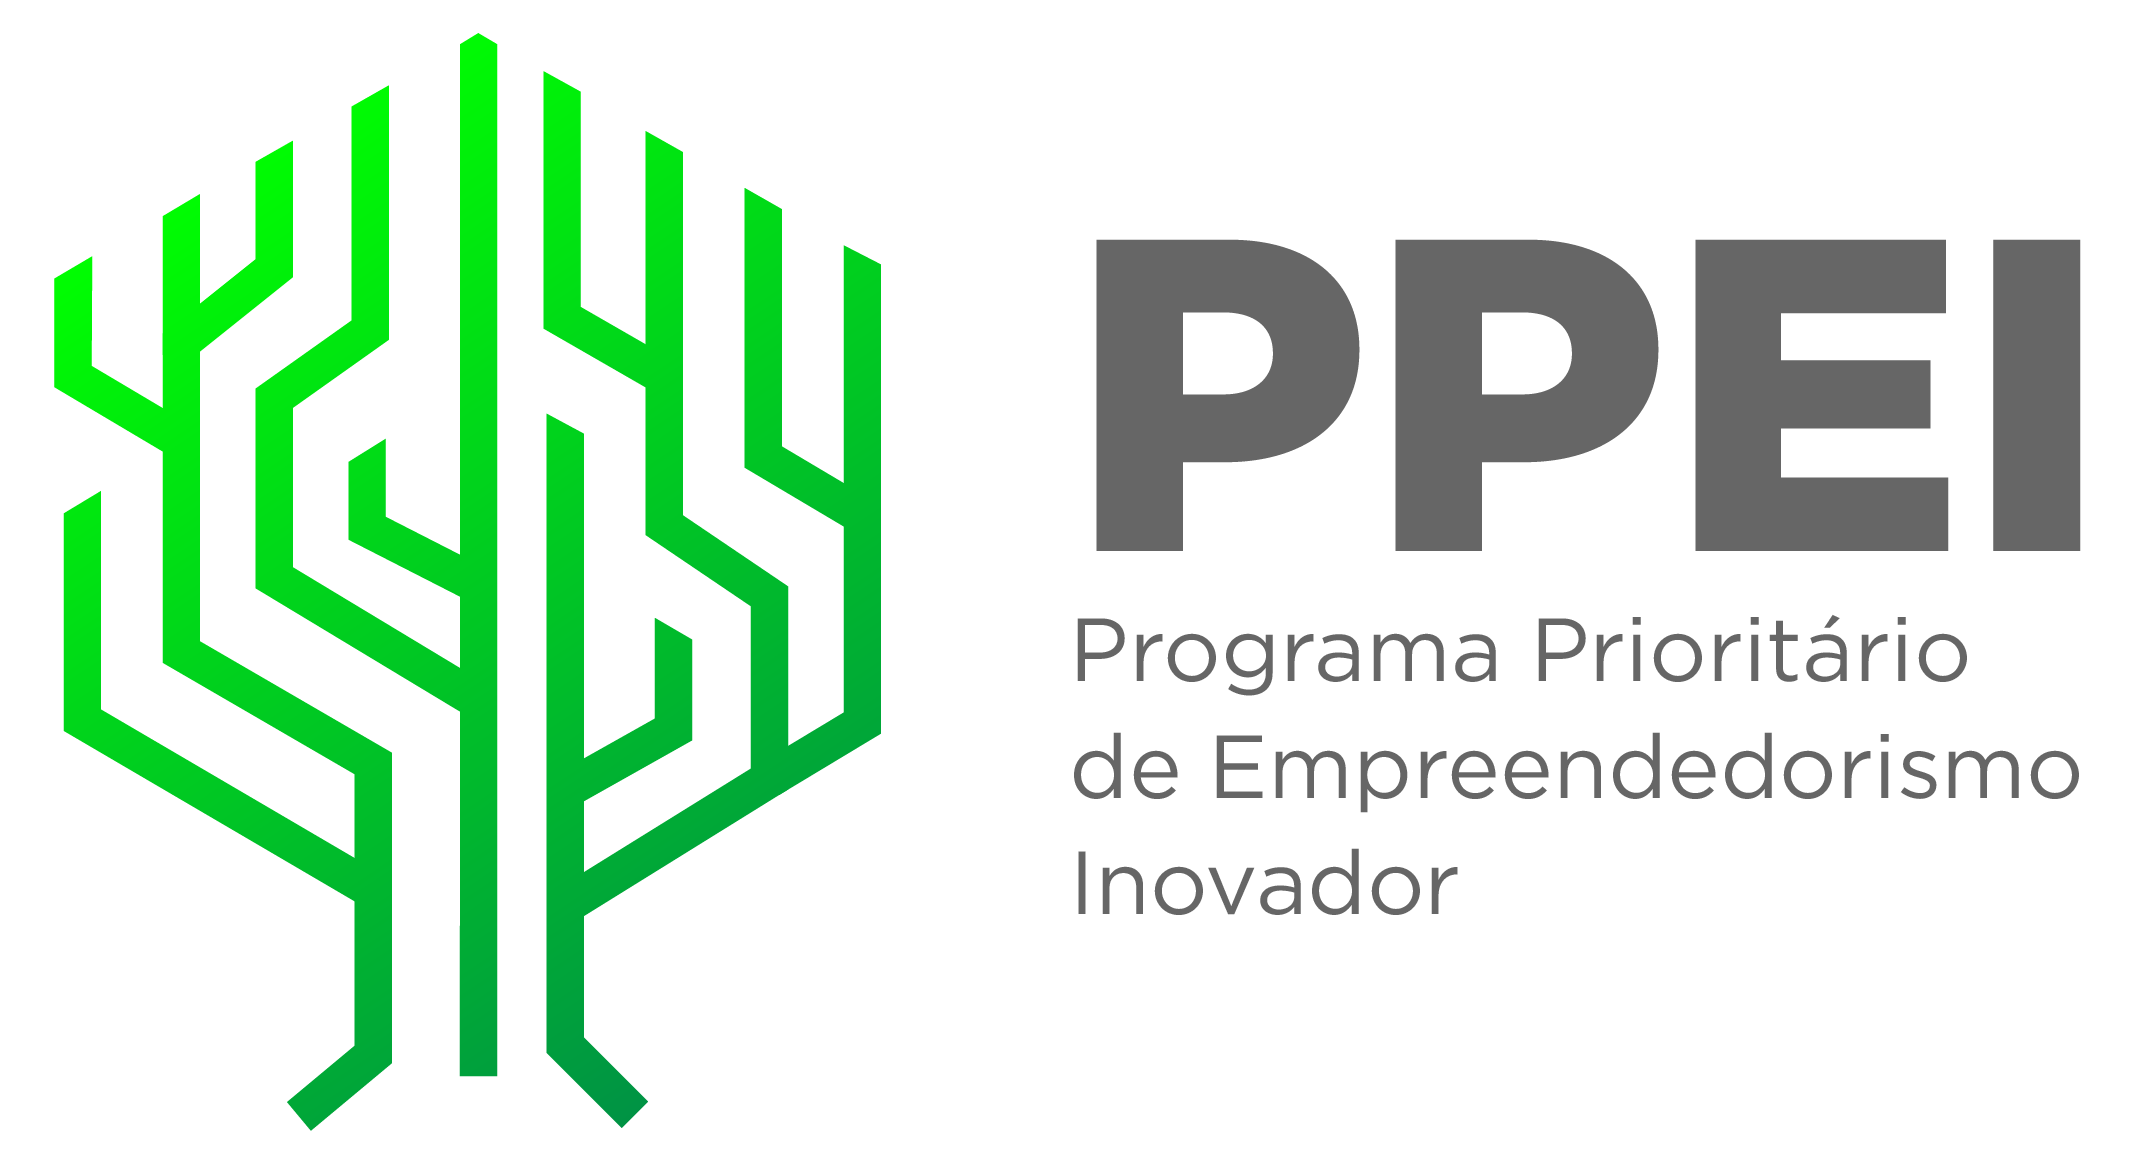 PPEI
Programa Prioritário
de Empreendedorismo
Inovador